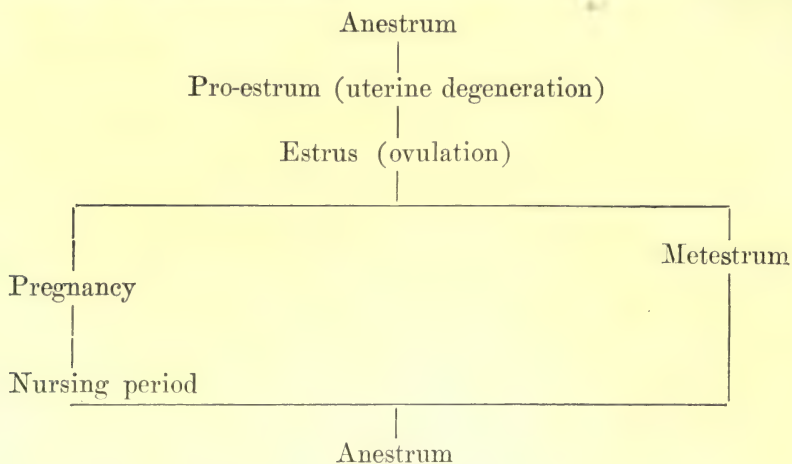 Anestrum
Pro-estrum (uterine degeneration)
Estrus (ovulation)
Metestrum
Pregnancy
Nursing period
Anestrum